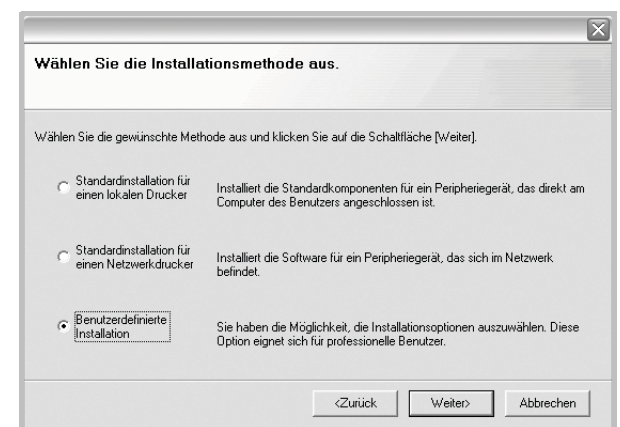 Wählen Sie die Installationsmethode aus.
Wählen Sie die gewünschte Methode aus und klicken Sie auf die Schaltfläche [Weiter].
Standardinstallation für
einen lokalen Drucker
Installiert die Standardkomponenten für ein Peripheriegerät, das direkt am
Computer des Benutzers angeschlossen ist.
Standardinstallation für
einen Netzwerkdrucker
Installiert die Software für ein Peripheriegerät, das sich im Netzwerk
befindet.
Benutzerdefinierte
Installation
Sie haben die Möglichkeit, die Installationsoptionen auszuwählen. Diese
Option eignet sich für professionelle Benutzer.
<Zurück
Weiter>
Abbrechen